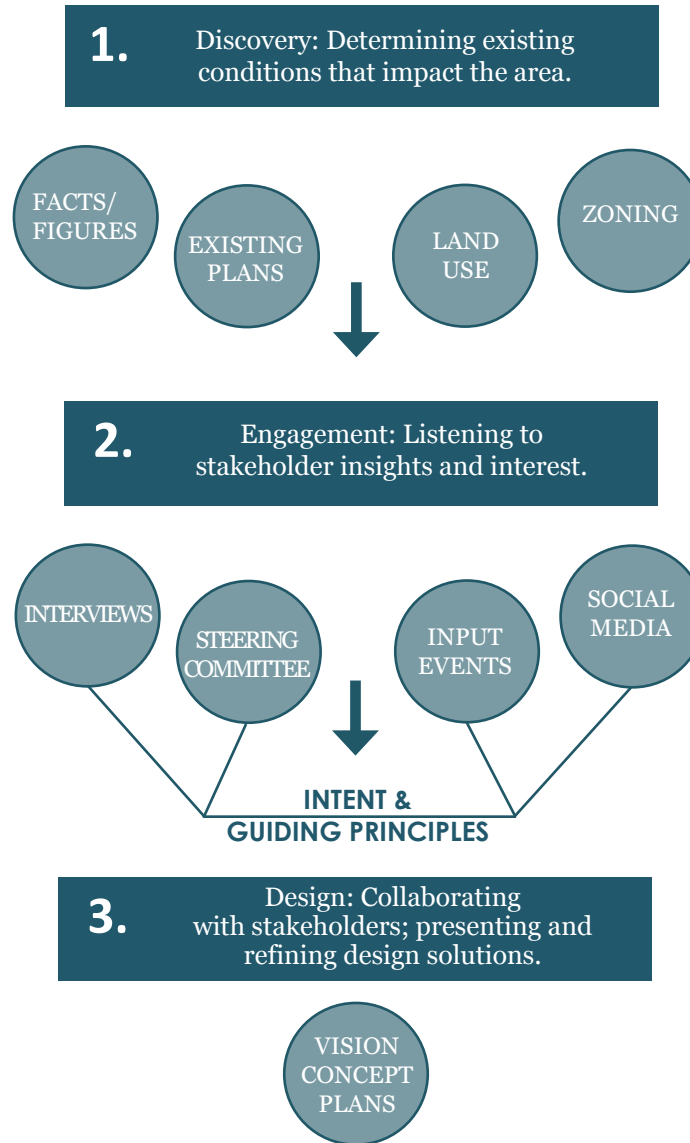 1.
Discovery: Determining existing
conditions that impact the area.
FACTS/
FIGURES
EXISTING
PLANS
LAND
USE
ZONING
2.
Engagement: Listening to
stakeholder insights and interest.
INTERVIEWS
STEERING
COMMITTEE
INPUT
EVENTS
SOCIAL
MEDIA
INTENT &
GUIDING PRINCIPLES
3.
Design: Collaborating
with stakeholders; presenting and
refining design solutions.
VISION
CONCEPT
PLANS